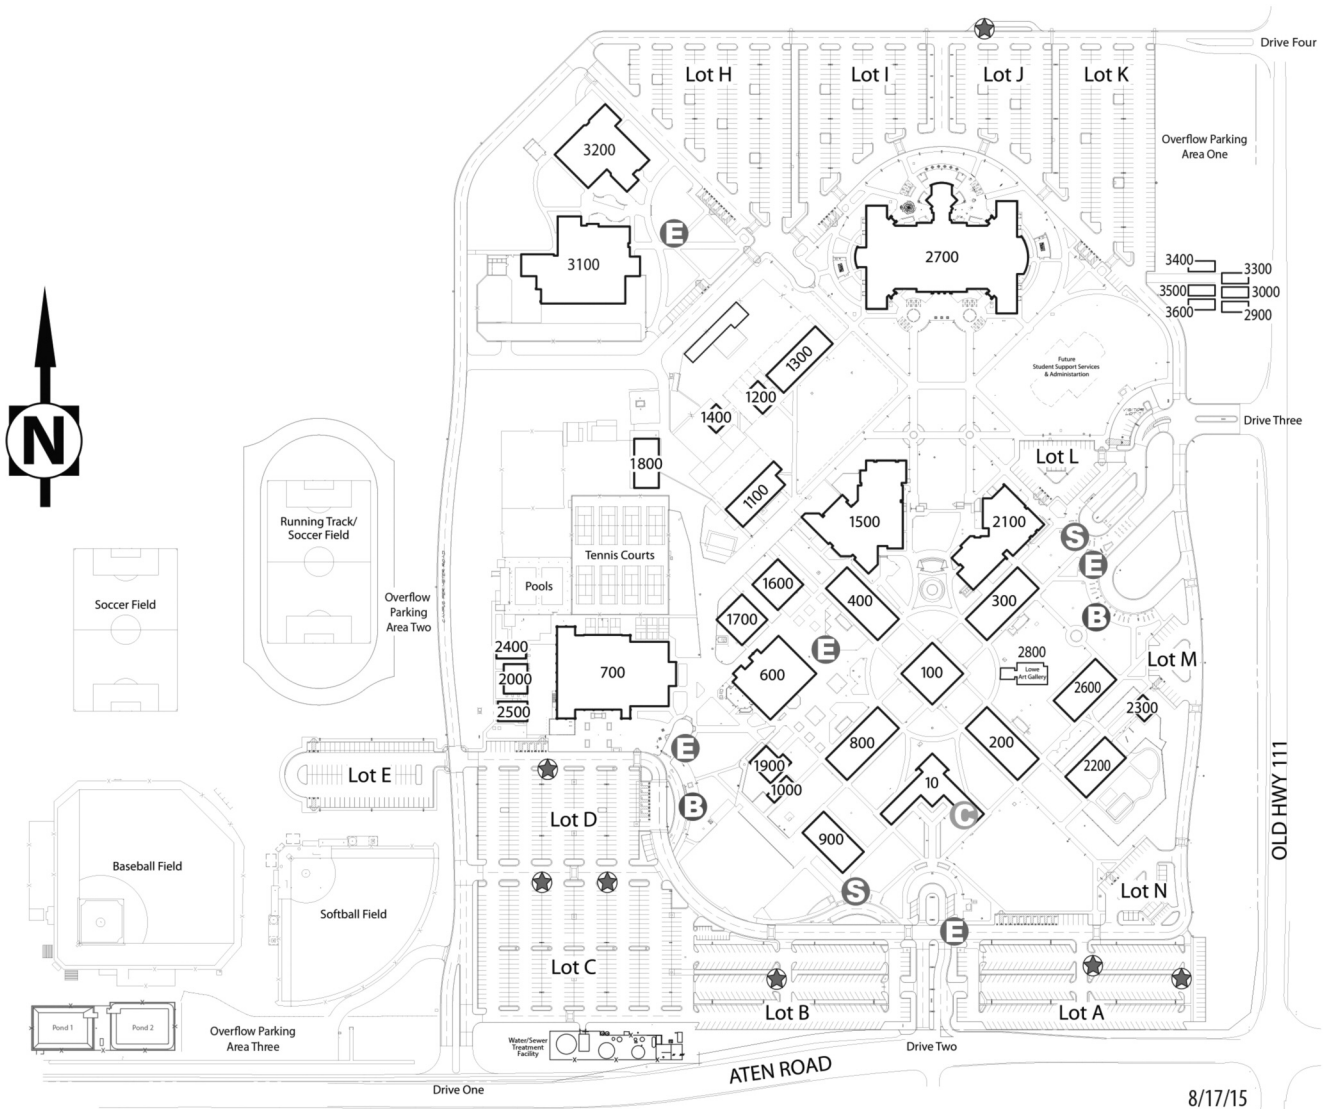 Drive Four
Lot H
Lot I
Lot J
Lot K
Overflow Parking
Area One
3200
E
3100
2700
3400
3300
3500
3000
3600
2900
N
1300
Future
Student Support Services
& Administartion
1200
1400
Drive Three
1800
Lot L
1100
1500
2100
Running Track/
Soccer Field
S
Tennis Courts
E
Pools
1600
400
300
Soccer Field
Overflow
Parking
Area Two
1700
B
2400
700
E
2800
Lowe
Art Gallery
Lot M
2000
600
100
2600
2500
2300
E
800
200
1900
2200
Lot E
1000
10
OLD HWY 111
B
C
Lot D
900
Baseball Field
S
Lot N
Softball Field
E
Lot C
Lot B
Lot A
Pond 1
Pond 2
Overflow Parking
Area Three
Water/Sewer
Treatment
Facility
Drive Two
ATEN ROAD
Drive One
8/17/15